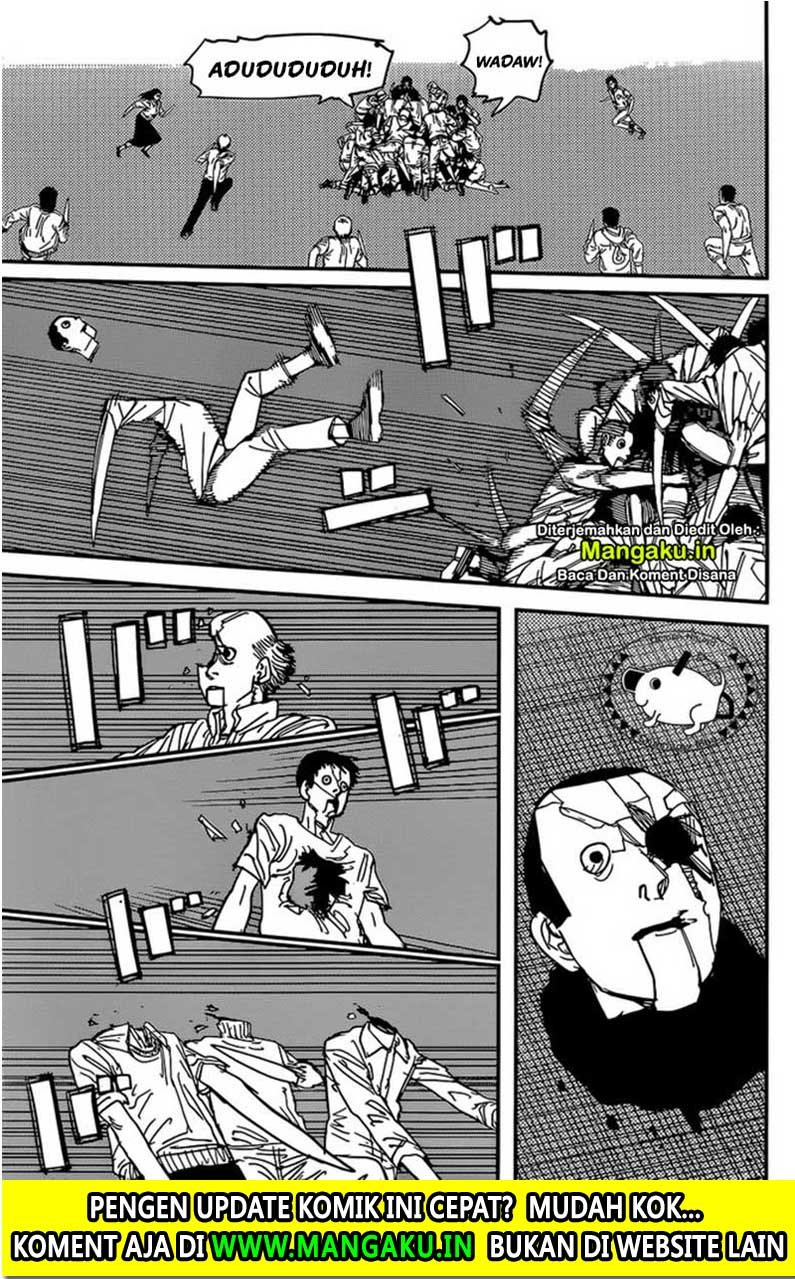 ADUDUDUDUH!
WADAW!
Diterjemahkan dan Diedit Oleh :
Mangaku.in
Baca Dan Koment Disana
PENGEN UPDATE KOMIK INI CEPAT? MUDAH KOK...
KOMENT AJA DI WWW.MANGAKU.IN BUKAN DI WEBSITE LAIN